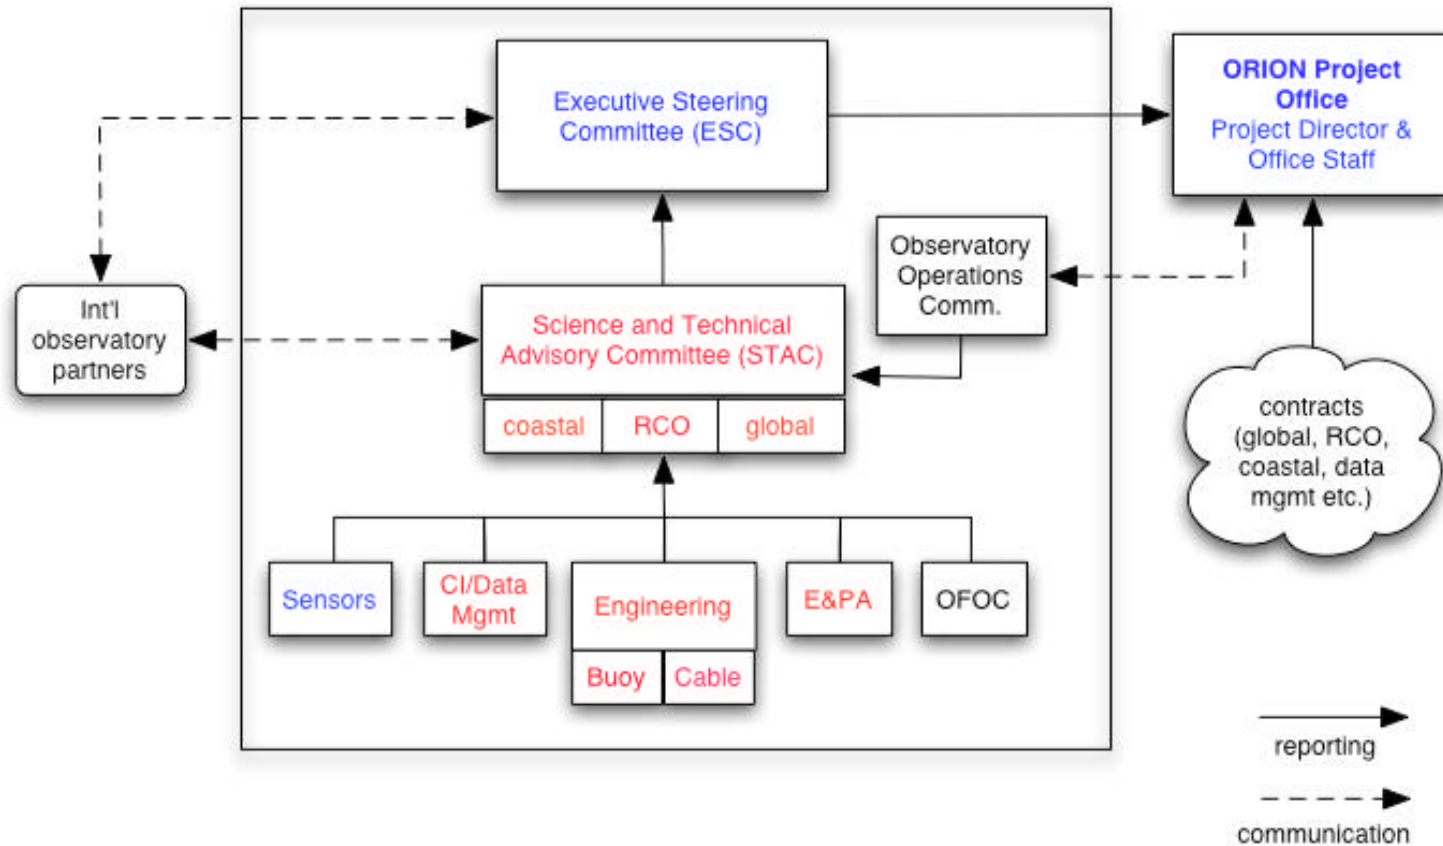 Executive Steering
Committee (ESC)
ORION Project
Office
Project Director &
Office Staff
Observatory
Operations
Comm.
Int'l
observatory
partners
Science and Technical
Advisory Committee (STAC)
coastal
RCO
global
contracts
(global, RCO,
coastal, data
mgmt etc.)
Sensors
CI/Data
Mgmt
Engineering
E&PA
OFOC
Buoy
Cable
reporting
communication